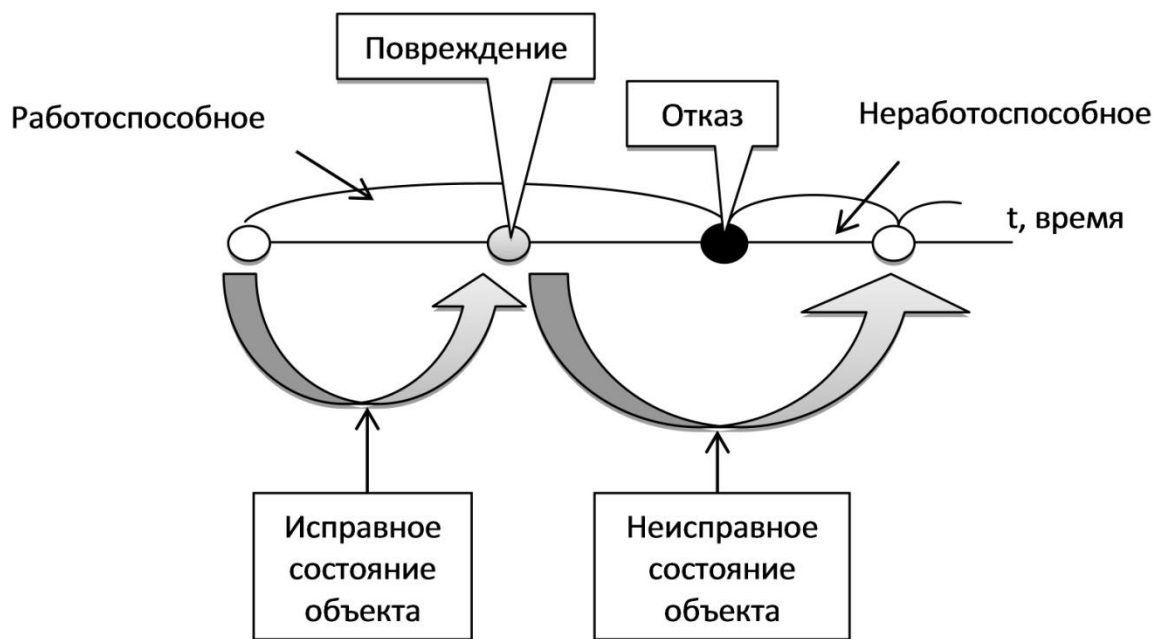 Повреждение
Работоспособное
Отказ
Неработоспособное
t, время
Исправное
состояние
объекта
Неисправное
состояние
объекта